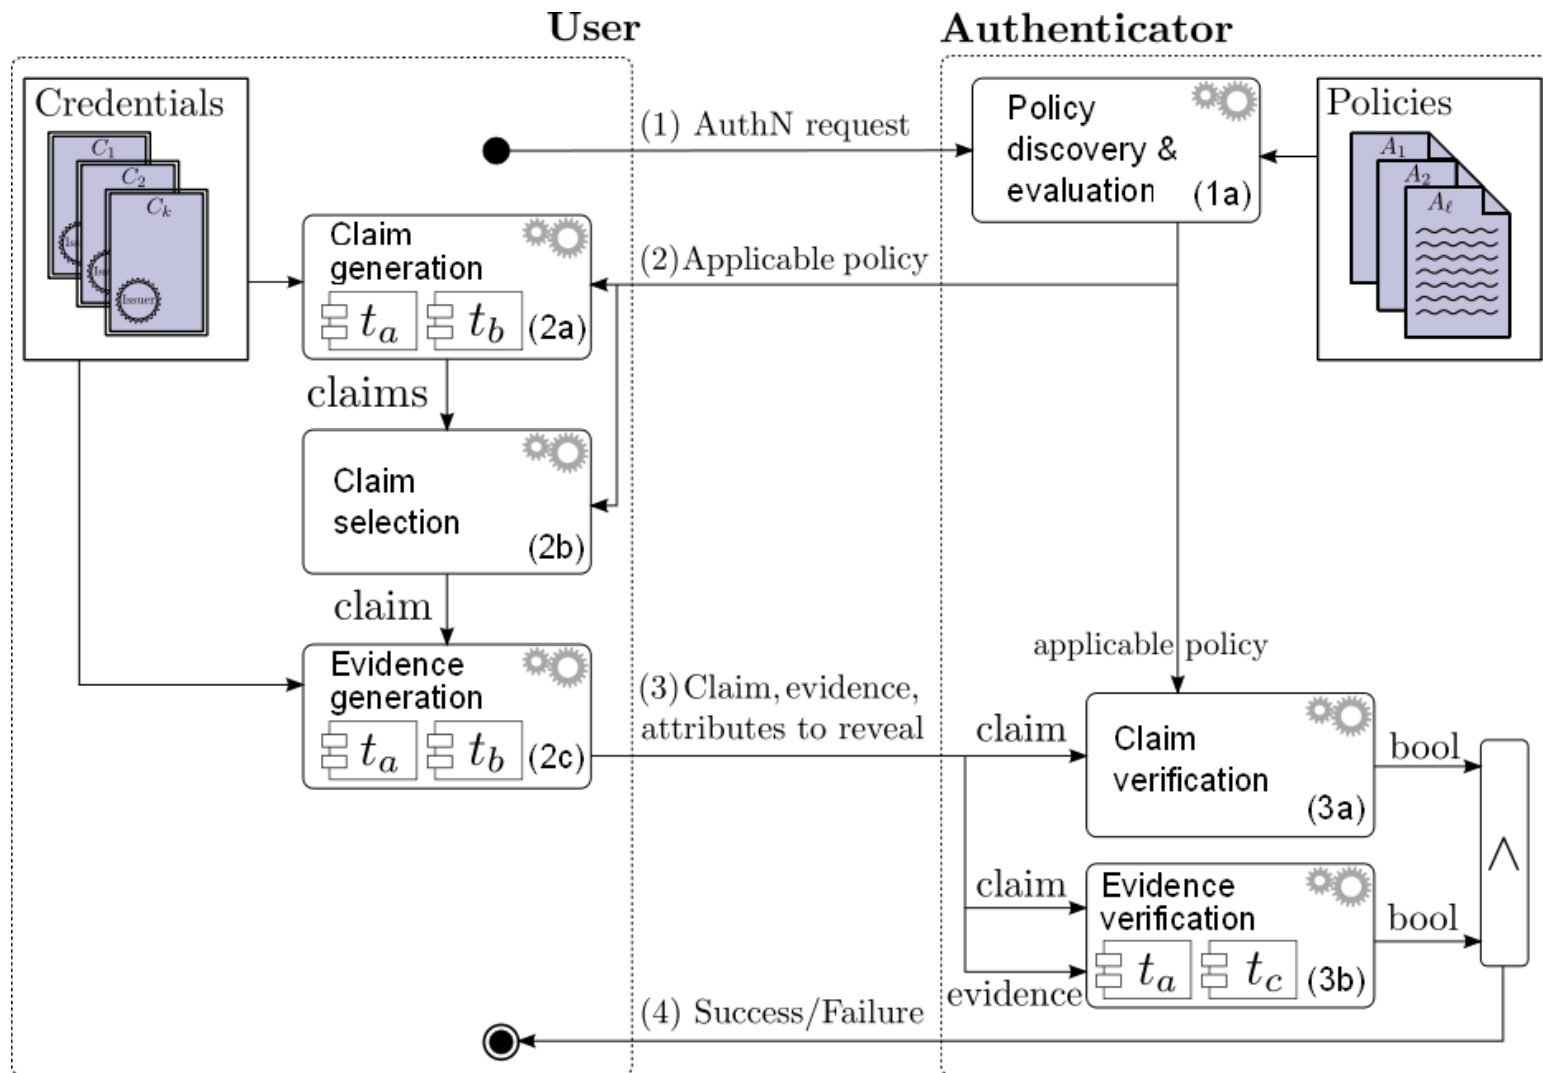 User
Authenticator
Credentials
C₁
C₂
Cₖ
Issuer
(1) AuthN request
Policy
discovery &
evaluation (1a)
Policies
A₁
A₂
Aℓ
Claim
generation
tₐ t_b (2a)
(2) Applicable policy
claims
Claim
selection
(2b)
claim
Evidence
generation
tₐ t_b (2c)
(3) Claim, evidence,
attributes to reveal
applicable policy
claim
Claim
verification
(3a)
bool
claim
evidence
Evidence
verification
tₐ t_c (3b)
bool
∧
(4) Success/Failure